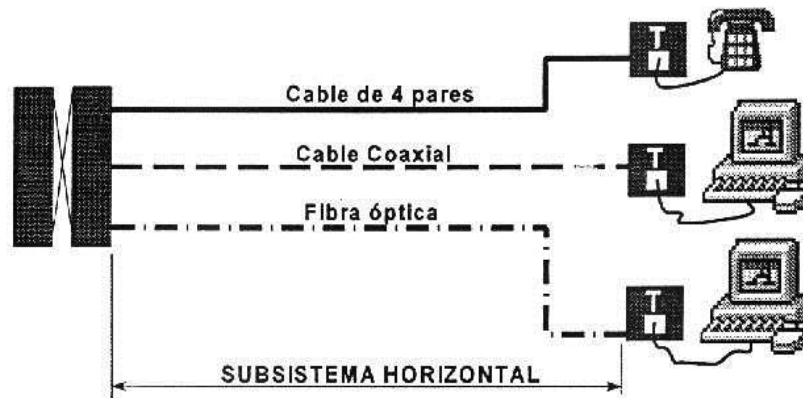 T
Cable de 4 pares
Cable Coaxial
T
Fibra óptica
T
SUBSISTEMA HORIZONTAL